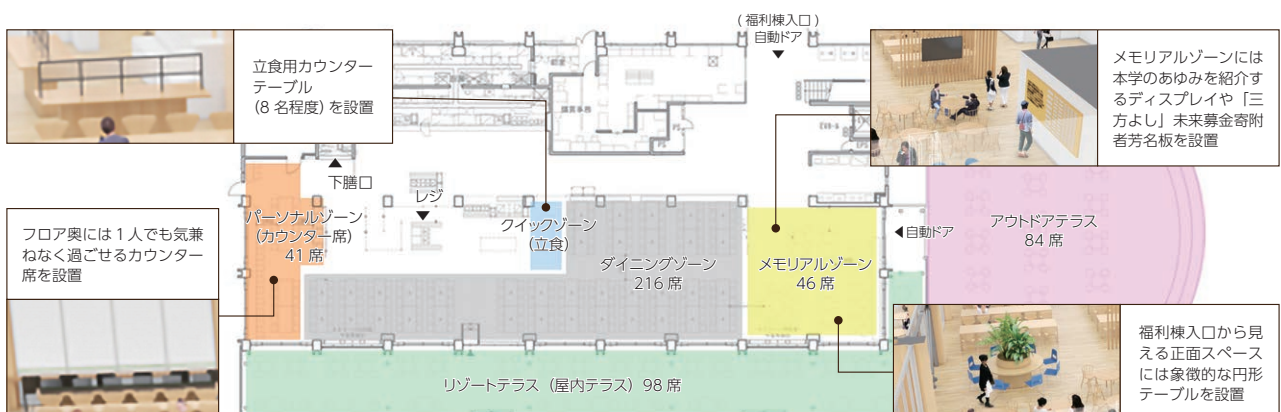 立食用カウンター
テーブル
(8 名程度) を設置
( 福利棟入口 )
自動ドア
メモリアルゾーンには
本学のあゆみを紹介す
るディスプレイや「三
方よし」未来募金寄附
者芳名板を設置
下膳口
レジ
パーソナルゾーン
(カウンター席)
41 席
クイックゾーン
(立食)
ダイニングゾーン
216 席
メモリアルゾーン
46 席
自動ドア
アウトドアテラス
84 席
フロア奥には 1 人でも気兼
ねなく過ごせるカウンター
席を設置
リゾートテラス (屋内テラス) 98 席
福利棟入口から見
える正面スペース
には象徴的な円形
テーブルを設置